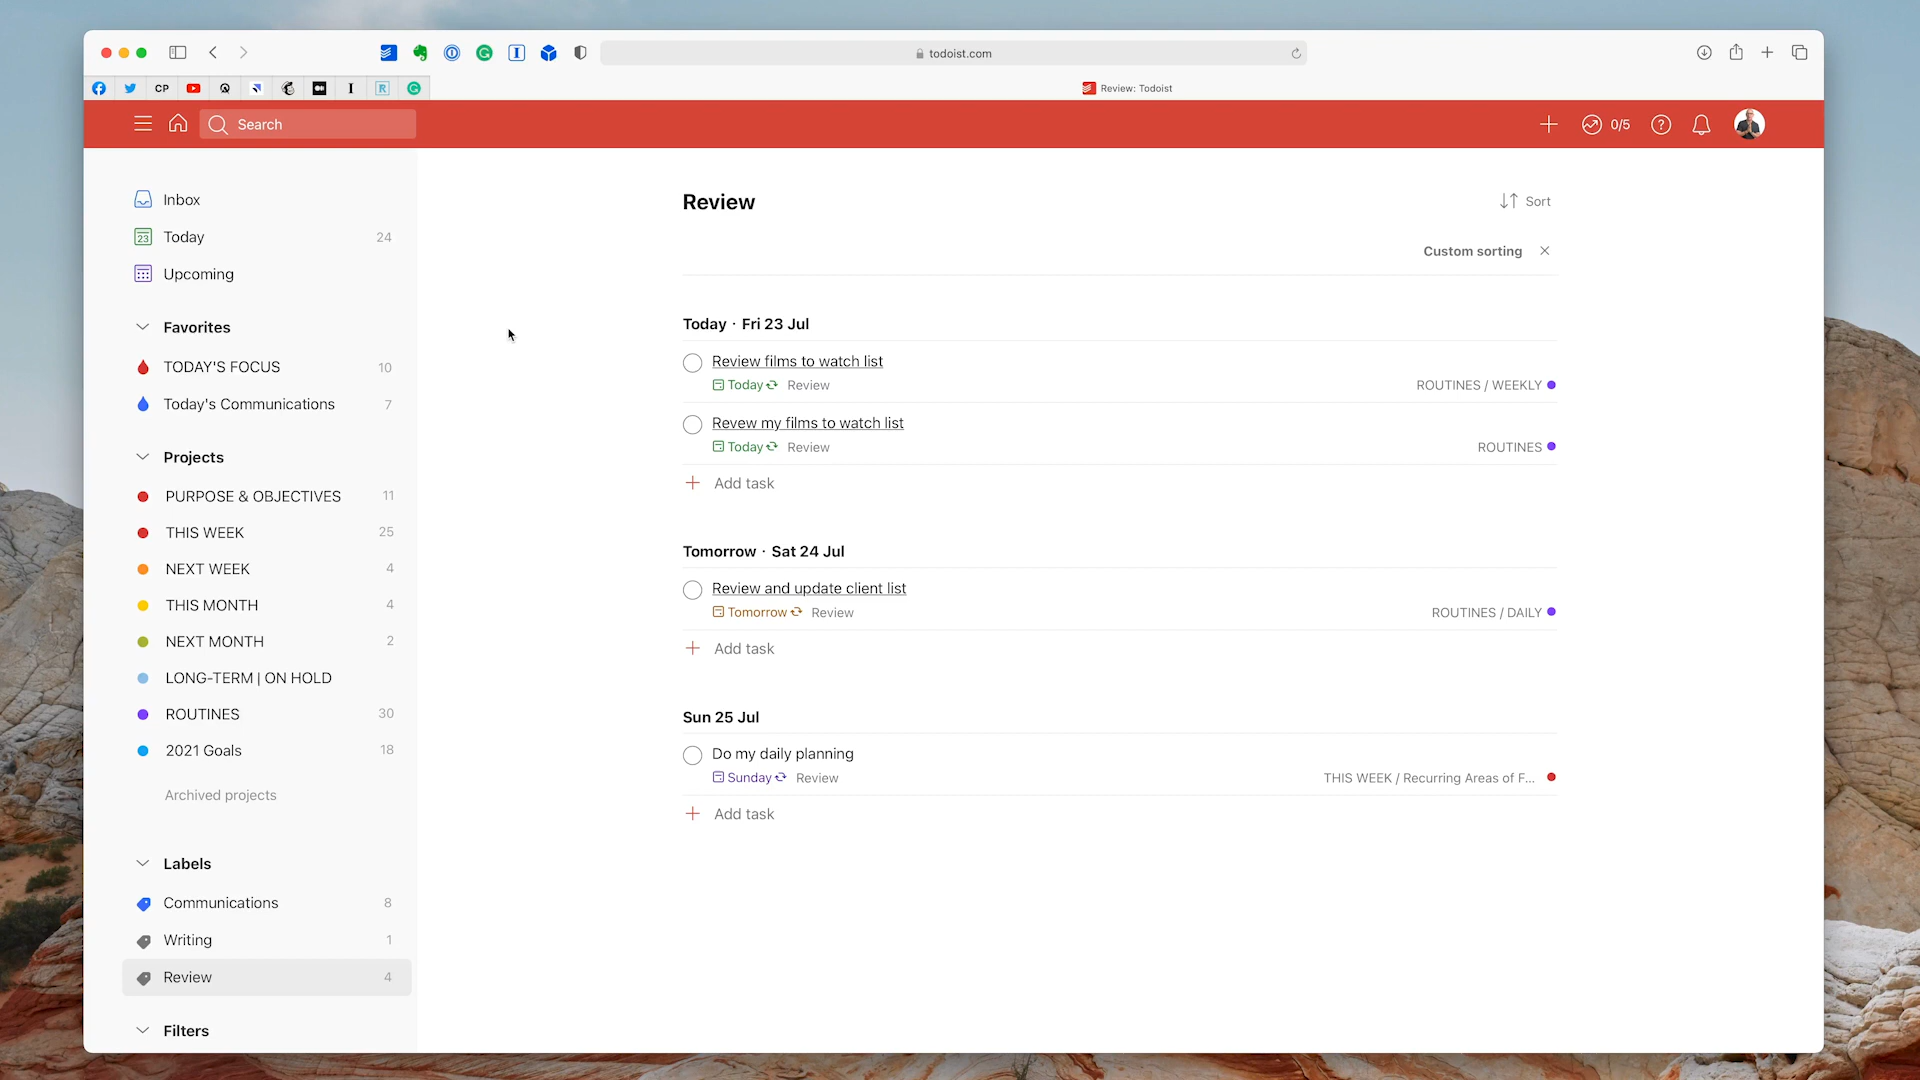 todoist.com
CP
Review: Todoist
Search
0/5
Inbox
23 Today 24
Upcoming
Favorites
TODAY'S FOCUS 10
Today's Communications 7
Projects
PURPOSE & OBJECTIVES 11
THIS WEEK 25
NEXT WEEK 4
THIS MONTH 4
NEXT MONTH 2
LONG-TERM | ON HOLD
ROUTINES 30
2021 Goals 18
Archived projects
Labels
Communications 8
Writing 1
Review 4
Filters
Review
Sort
Custom sorting
Today · Fri 23 Jul
Review films to watch list
Today Review ROUTINES / WEEKLY
Revew my films to watch list
Today Review ROUTINES
Add task
Tomorrow · Sat 24 Jul
Review and update client list
Tomorrow Review ROUTINES / DAILY
Add task
Sun 25 Jul
Do my daily planning
Sunday Review THIS WEEK / Recurring Areas of F...
Add task